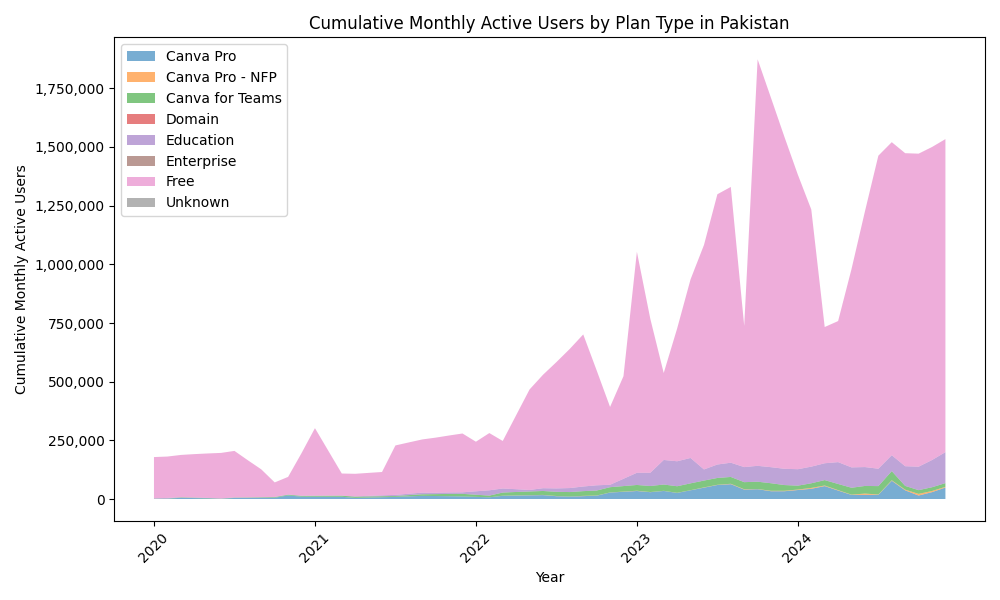 Cumulative Monthly Active Users by Plan Type in Pakistan
Canva Pro
Canva Pro - NFP
Canva for Teams
Domain
Education
Enterprise
Free
Unknown
1,750,000
1,500,000
1,250,000
1,000,000
750,000
500,000
250,000
0
Cumulative Monthly Active Users
2020
2021
2022
2023
2024
Year